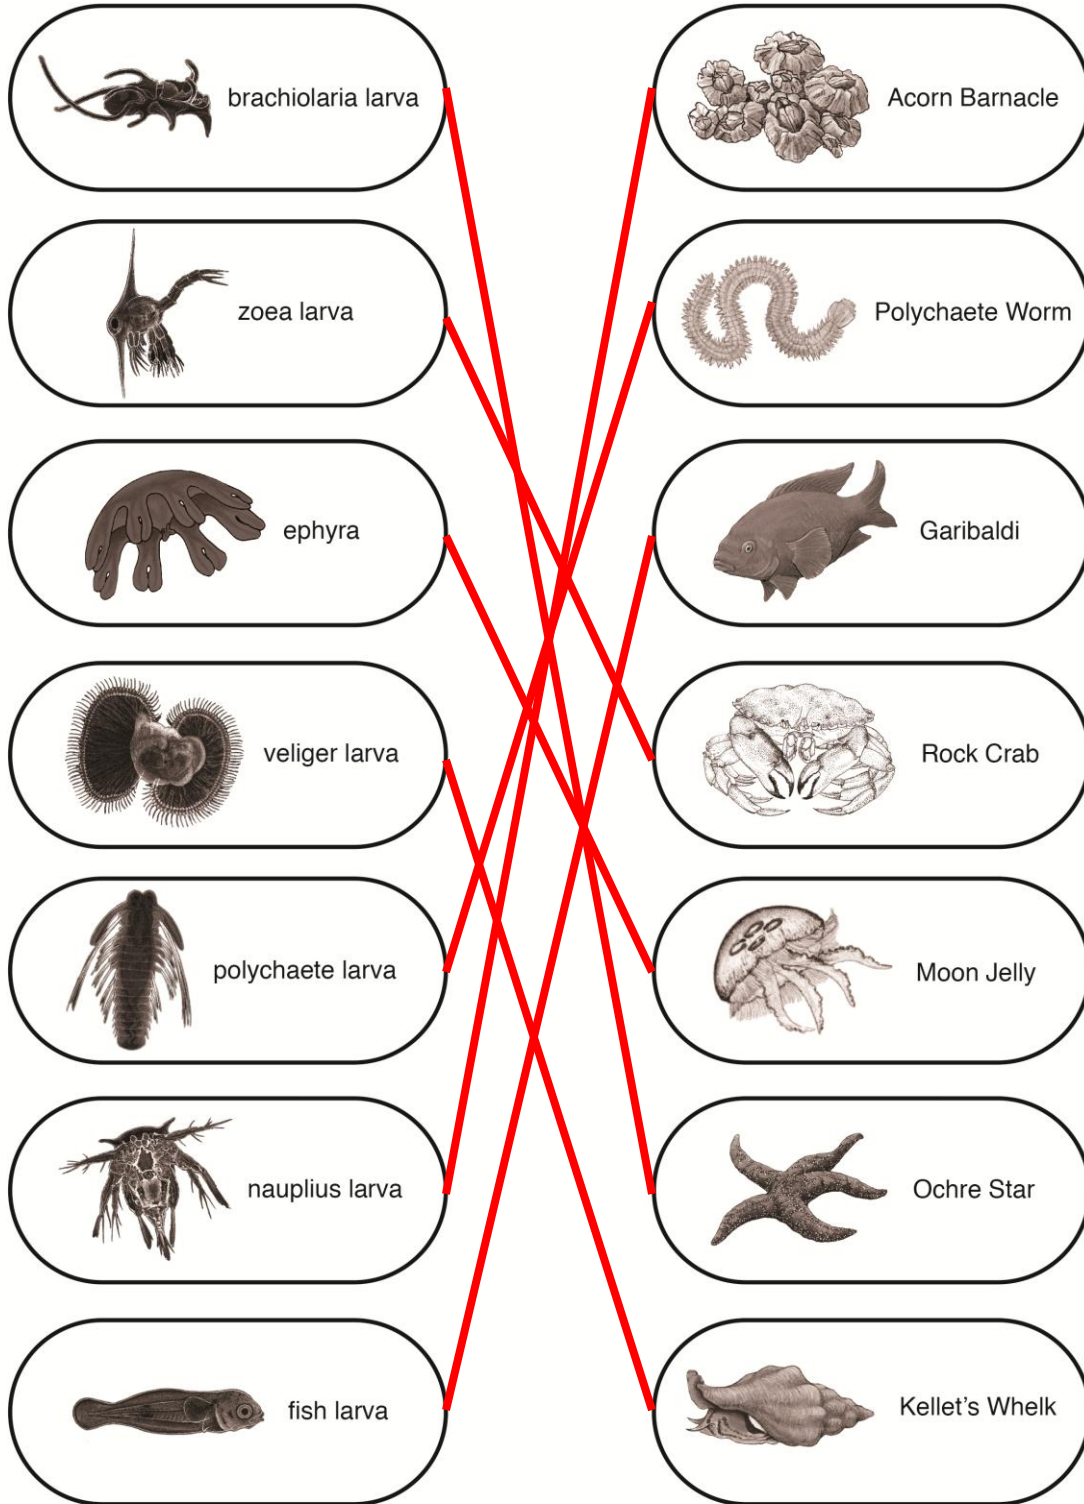 brachiolaria larva
Acorn Barnacle
zoea larva
Polychaete Worm
ephyra
Garibaldi
veliger larva
Rock Crab
polychaete larva
Moon Jelly
nauplius larva
Ochre Star
fish larva
Kellet's Whelk